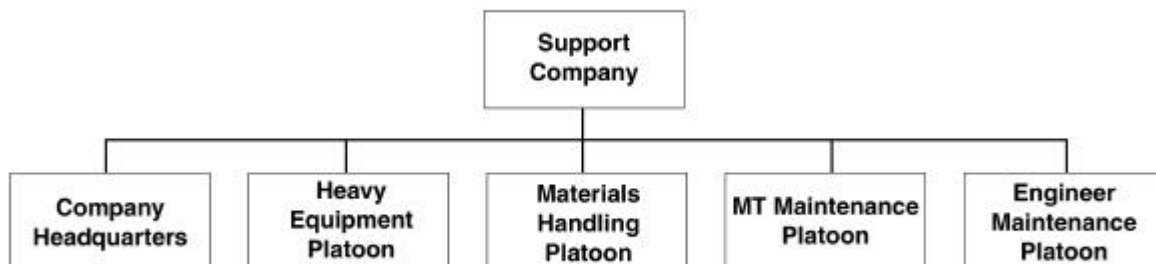 Support
Company
Company
Headquarters
Heavy
Equipment
Platoon
Materials
Handling
Platoon
MT Maintenance
Platoon
Engineer
Maintenance
Platoon